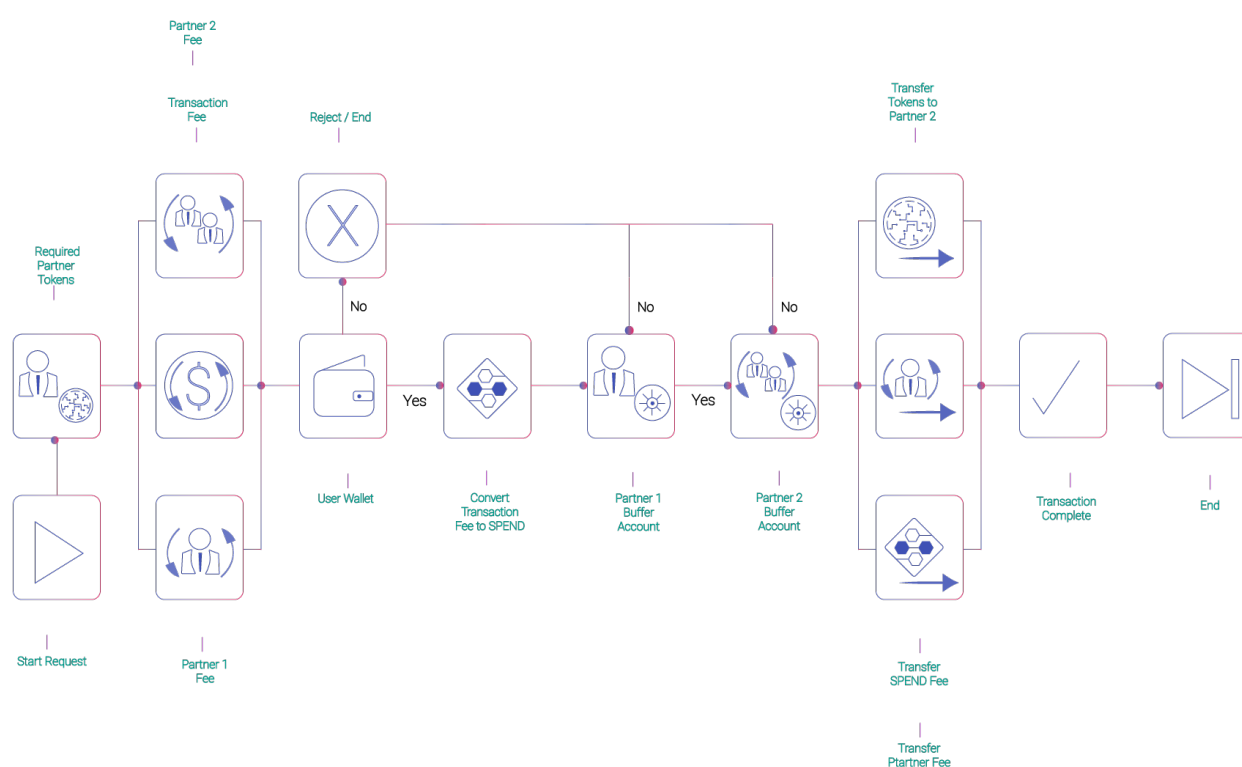 Partner 2
Fee
Transaction
Fee
Reject / End
Transfer
Tokens to
Partner 2
Required
Partner
Tokens
$
X
No
No
No
Yes
Yes
User Wallet
Convert
Transaction
Fee to SPEND
Partner 1
Buffer
Account
Partner 2
Buffer
Account
Transaction
Complete
End
Start Request
Partner 1
Fee
Transfer
SPEND Fee
Transfer
Ptartner Fee